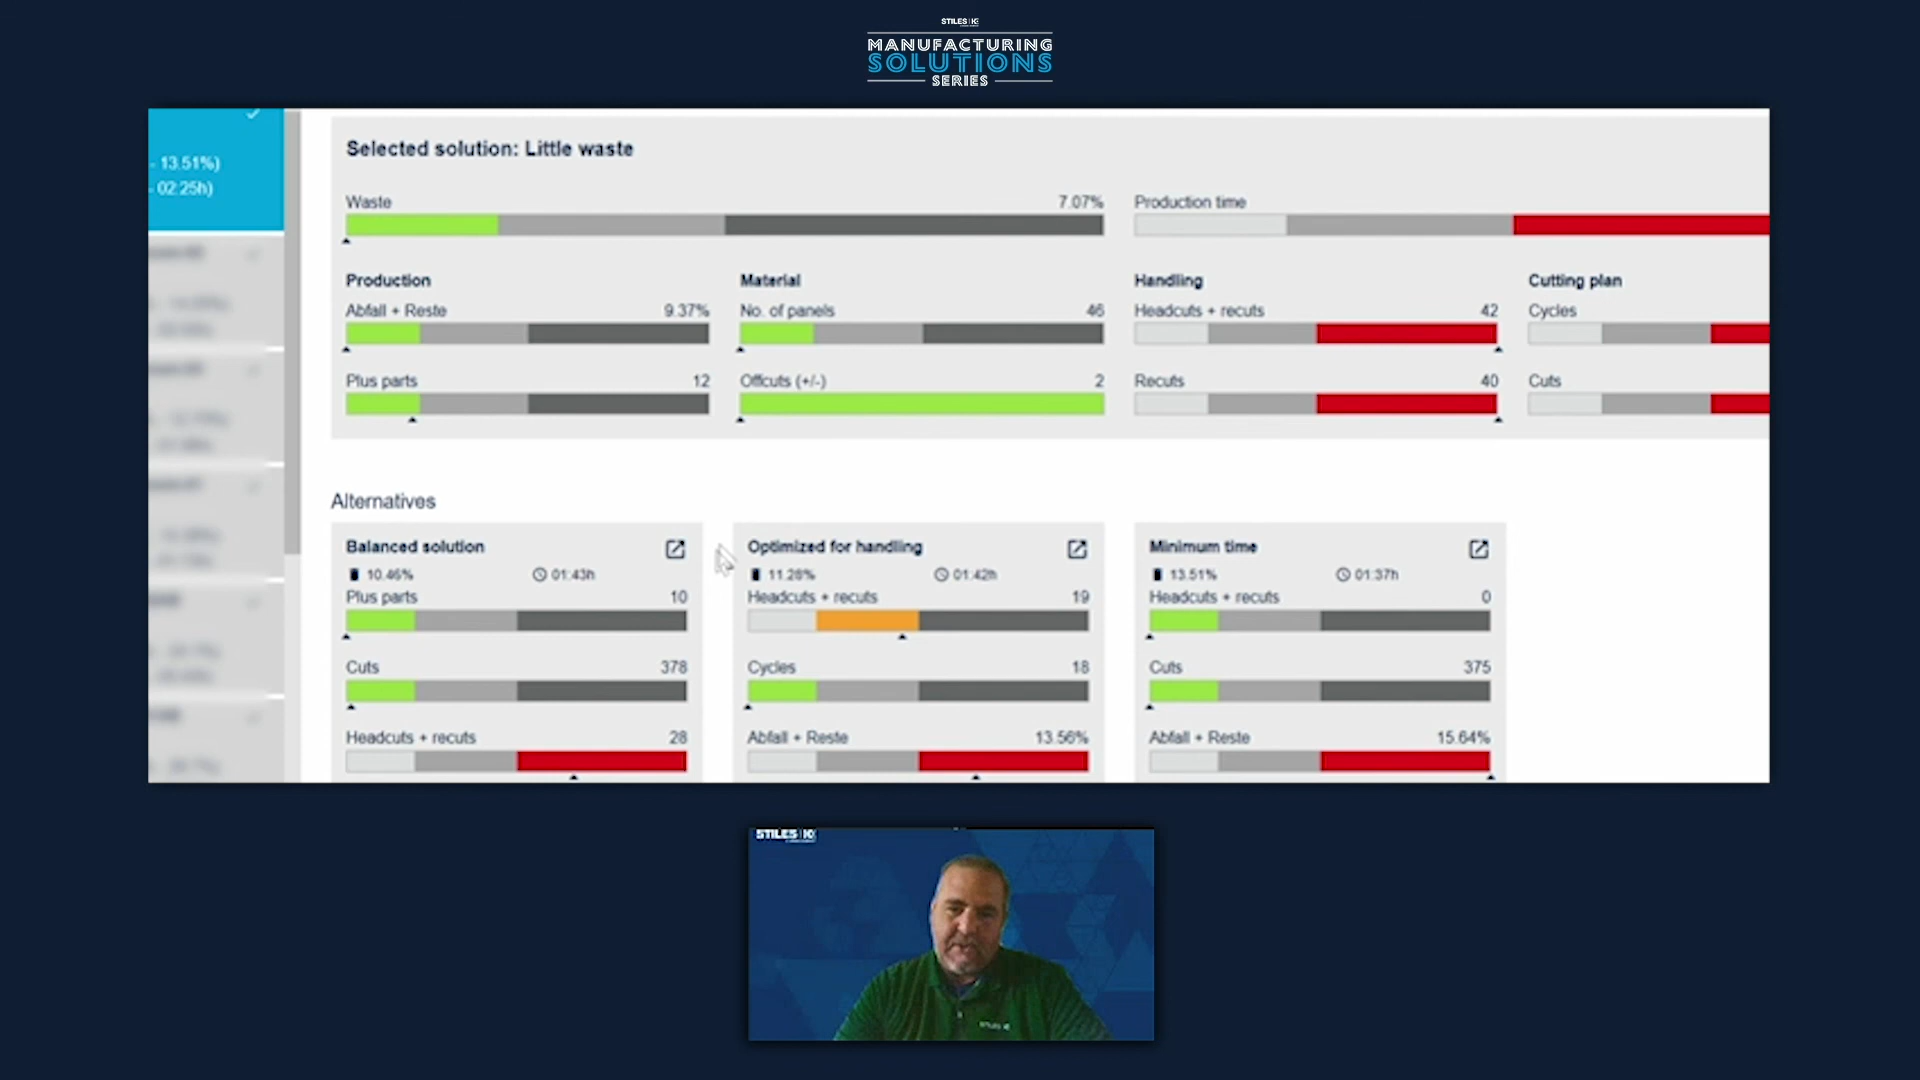 STILES
MANUFACTURING
SOLUTIONS
SERIES
- 13.51%)
- 02:25h)
Selected solution: Little waste
Waste 7.07%
Production time
Production
Material
Handling
Cutting plan
Abfall + Reste 9.37%
No. of panels 46
Headcuts + recuts 42
Cycles
Plus parts 12
Offcuts (+/-) 2
Recuts 40
Cuts
Alternatives
Balanced solution
10.46% 01:43h
Plus parts 10
Cuts 378
Headcuts + recuts 28
Optimized for handling
11.28% 01:42h
Headcuts + recuts 19
Cycles 18
Abfall + Reste 13.56%
Minimum time
13.51% 01:37h
Headcuts + recuts 0
Cuts 375
Abfall + Reste 15.64%
STILES